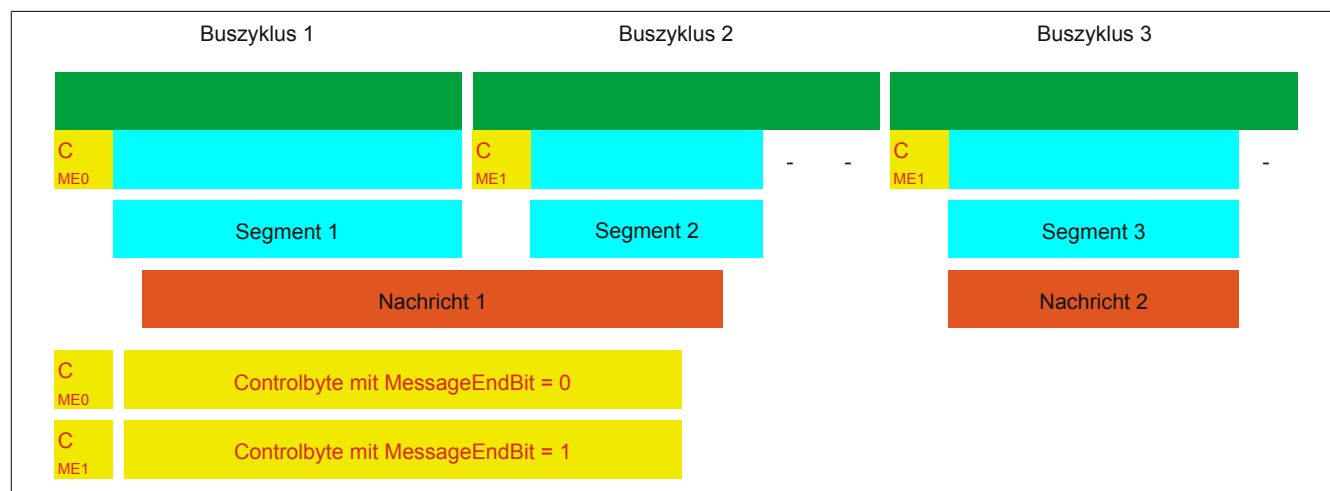 Buszyklus 1 Buszyklus 2 Buszyklus 3
C C C
ME0 ME1 - - ME1 -
Segment 1 Segment 2 Segment 3
Nachricht 1 Nachricht 2
C
ME0 Controlbyte mit MessageEndBit = 0
C
ME1 Controlbyte mit MessageEndBit = 1